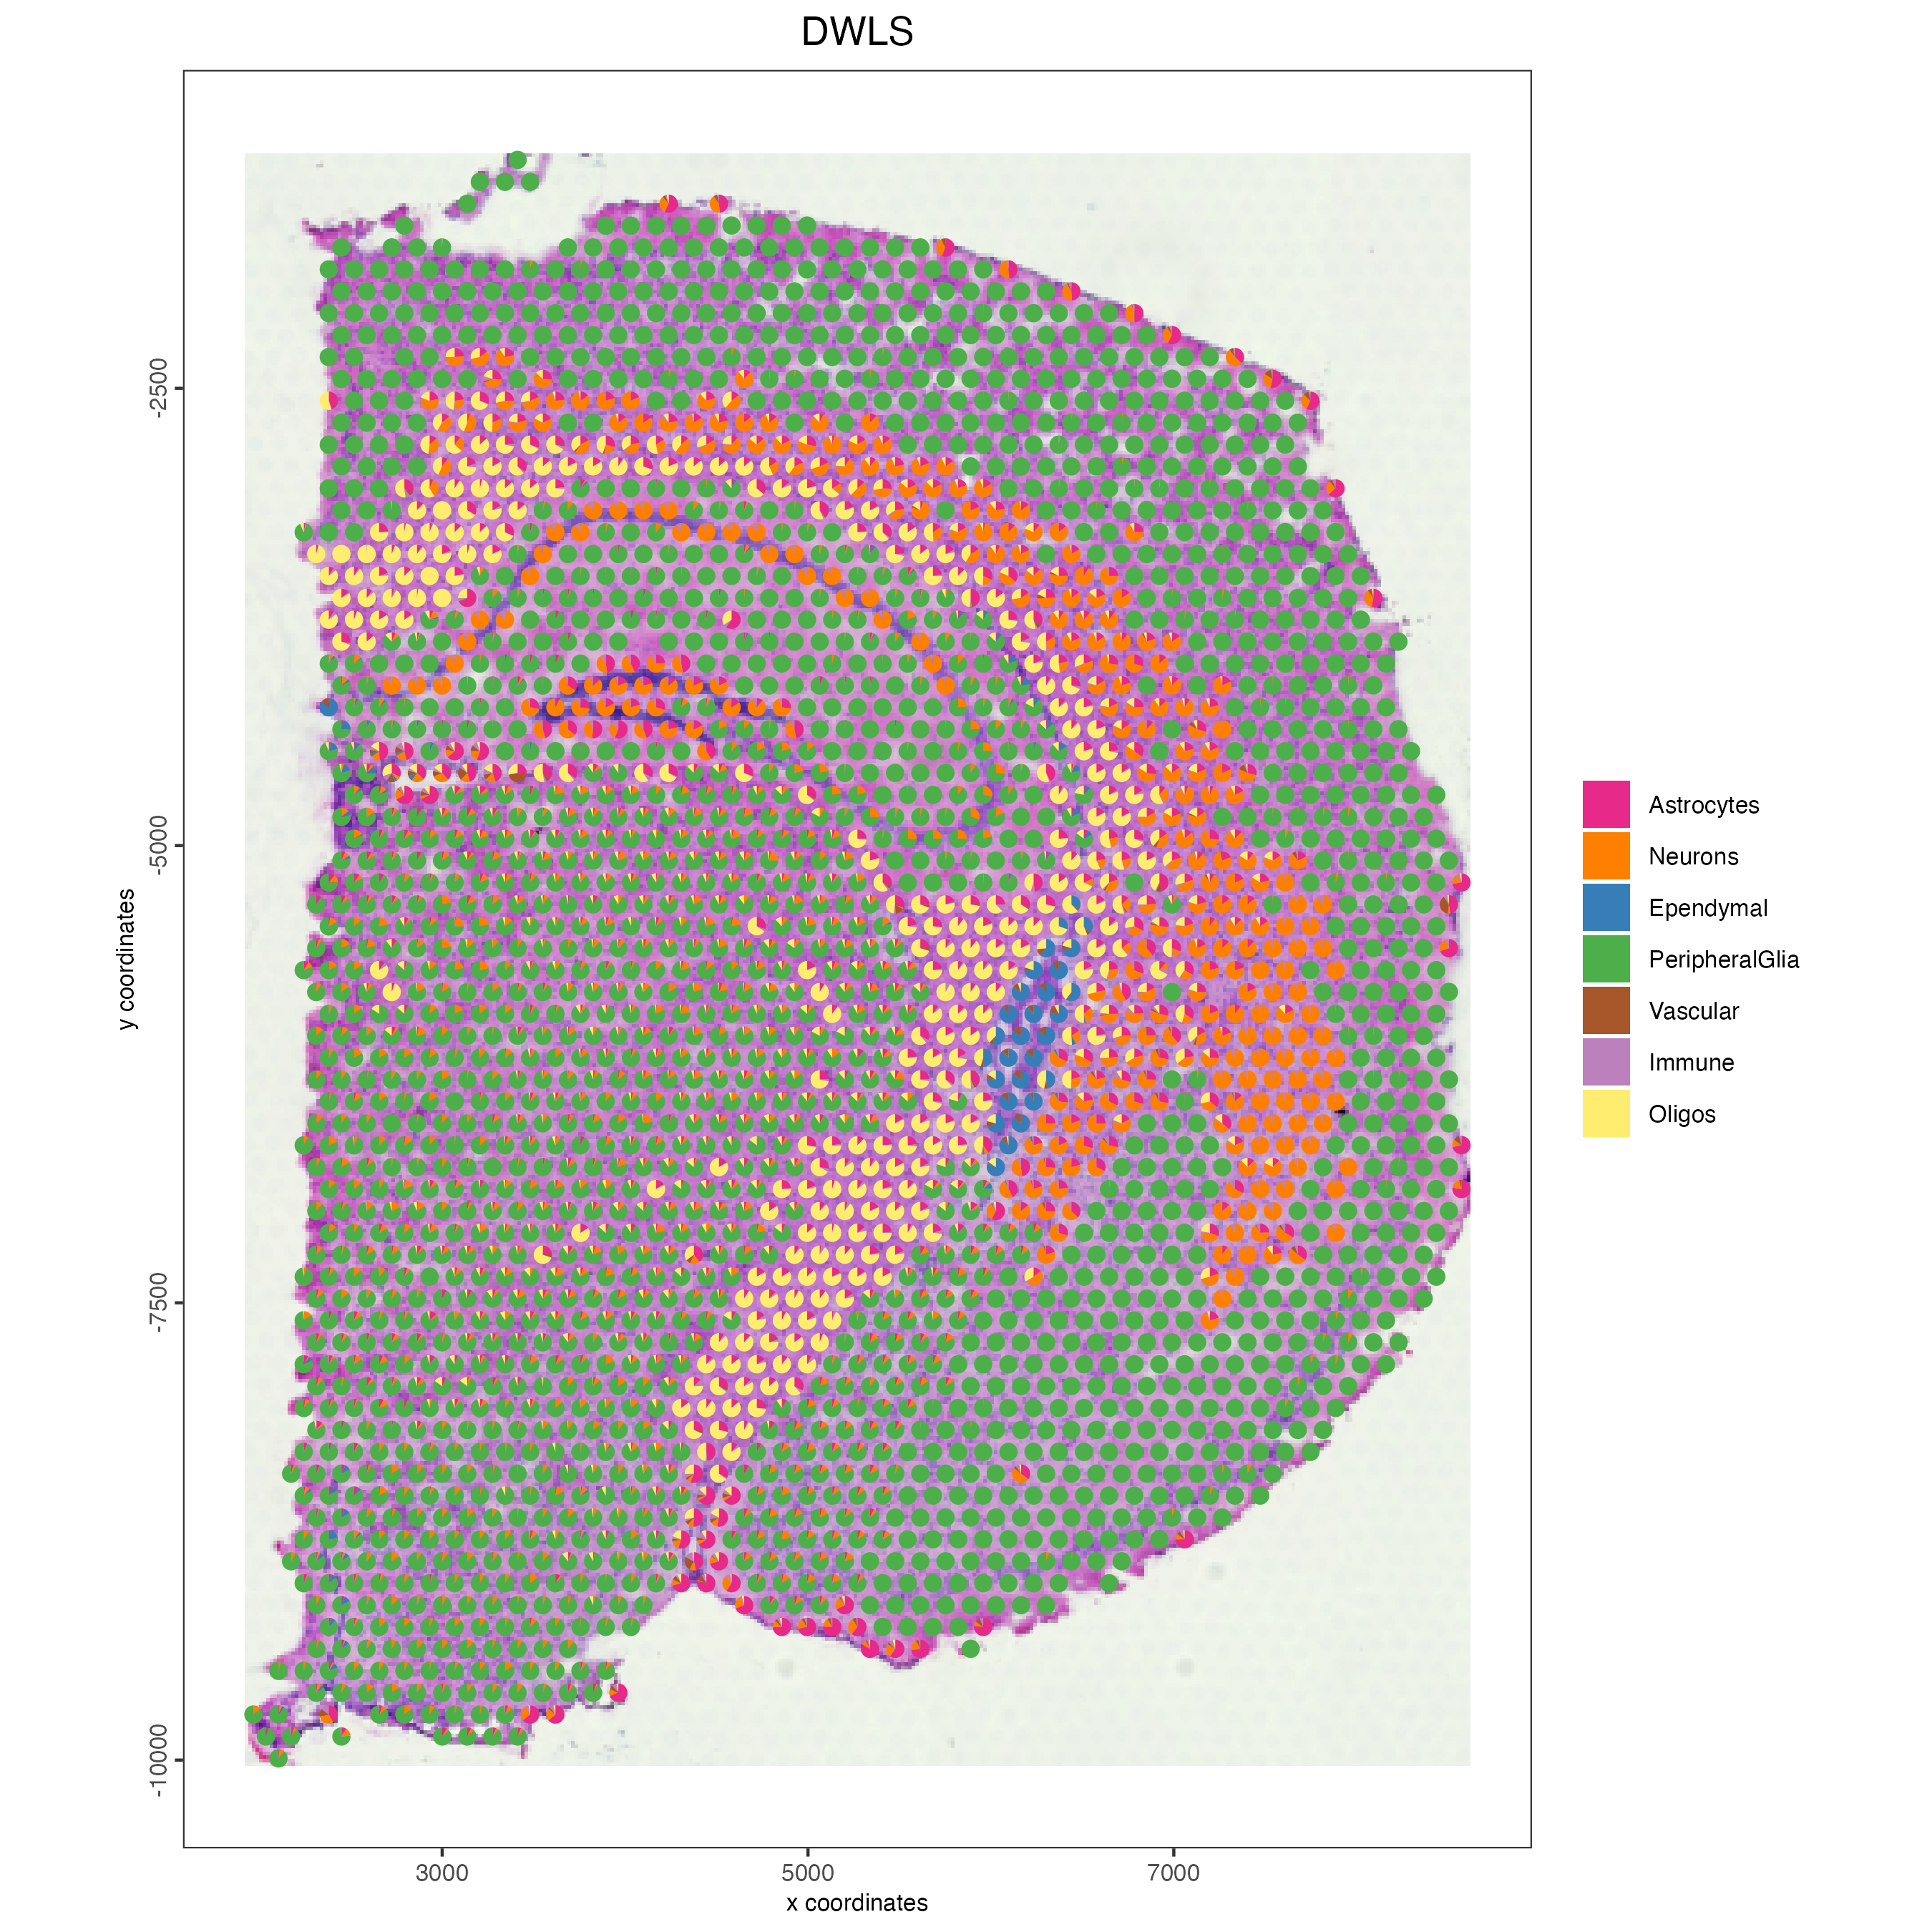 DWLS
-2500
-5000
-7500
-10000
y coordinates
3000 5000 7000
x coordinates
Astrocytes
Neurons
Ependymal
PeripheralGlia
Vascular
Immune
Oligos